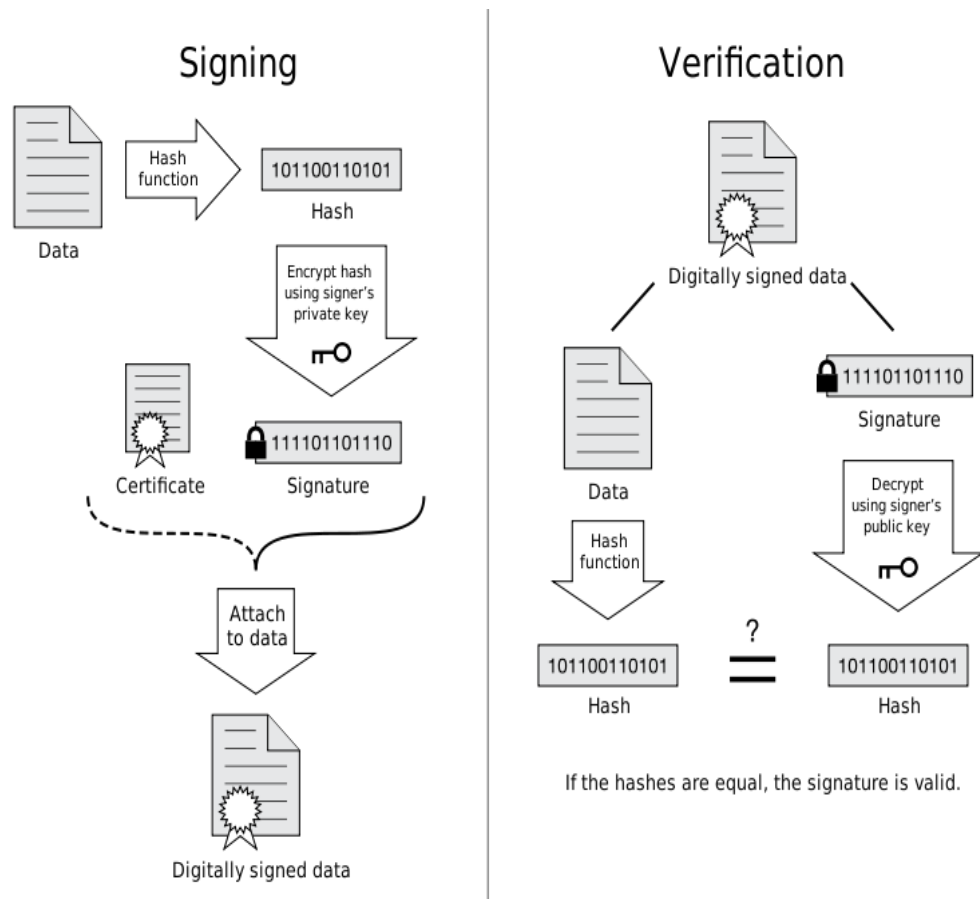 Signing
Hash
function
101100110101
Hash
Data
Encrypt hash
using signer's
private key
111101101110
Certificate
Signature
Attach
to data
Digitally signed data
Verification
Digitally signed data
111101101110
Signature
Data
Hash
function
Decrypt
using signer's
public key
?
101100110101
=
101100110101
Hash
Hash
If the hashes are equal, the signature is valid.